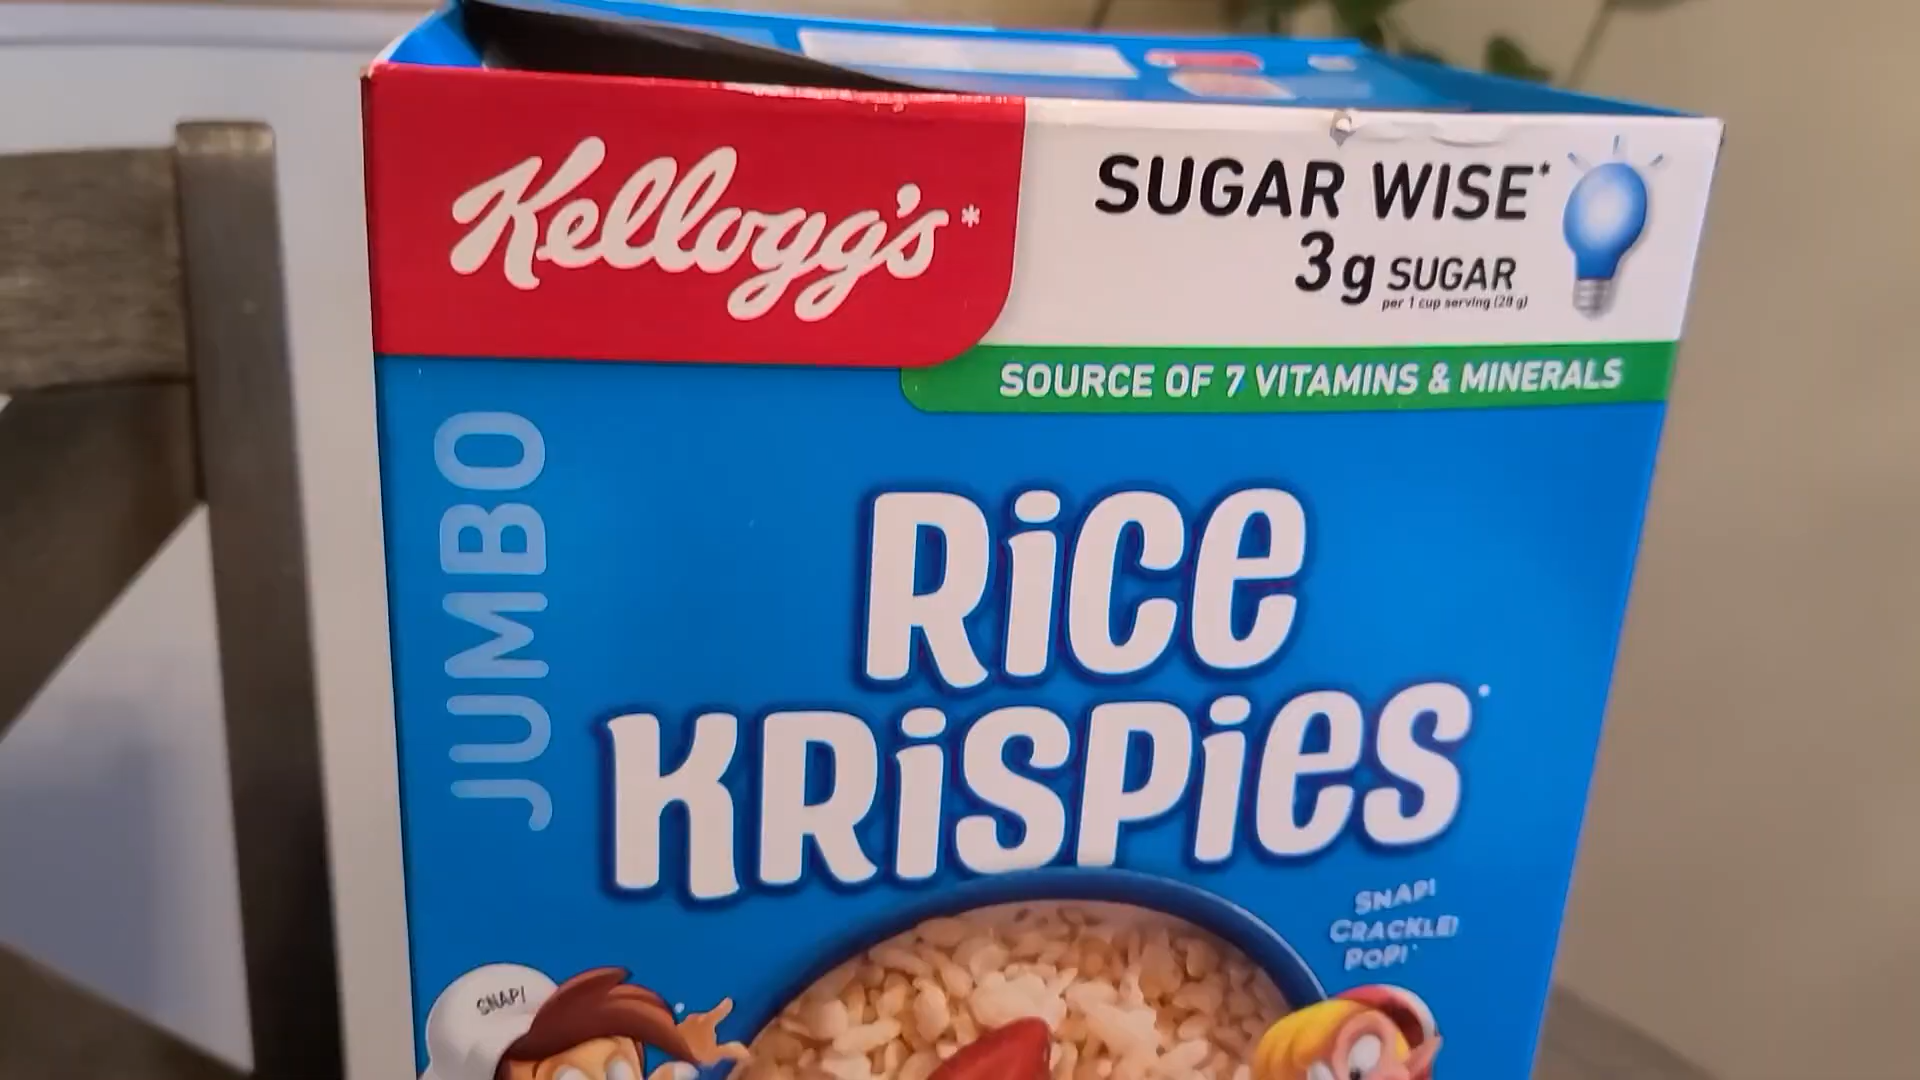 Kellogg's*
SUGAR WISE*
3g SUGAR
per 1 cup serving (28 g)
SOURCE OF 7 VITAMINS & MINERALS
JUMBO
RiCe
KRiSPieS
SNAP!
CRACKLE!
POP!
SNAP!